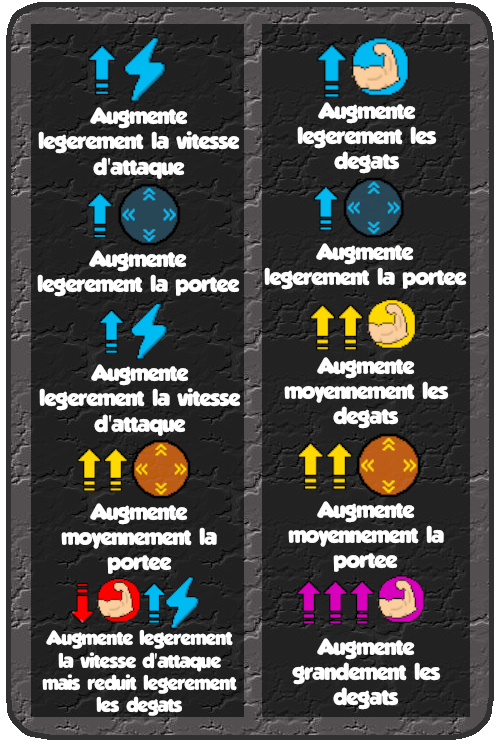 Augmente
legerement la vitesse
d'attaque
Augmente
legerement la portee
Augmente
legerement la vitesse
d'attaque
Augmente
moyennement la
portee
Augmente legerement
la vitesse d'attaque
mais reduit legerement
les degats
Augmente
legerement les
degats
Augmente
legerement la portee
Augmente
moyennement les
degats
Augmente
moyennement la
portee
Augmente
grandement les
degats